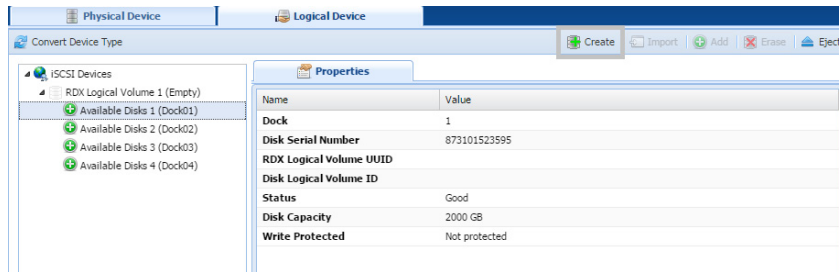 Physical Device Logical Device
Convert Device Type Create Import Add Erase Eject
iSCSI Devices
RDX Logical Volume 1 (Empty)
Available Disks 1 (Dock01)
Available Disks 2 (Dock02)
Available Disks 3 (Dock03)
Available Disks 4 (Dock04)
Properties
Name Value
Dock 1
Disk Serial Number 873101523595
RDX Logical Volume UUID
Disk Logical Volume ID
Status Good
Disk Capacity 2000 GB
Write Protected Not protected